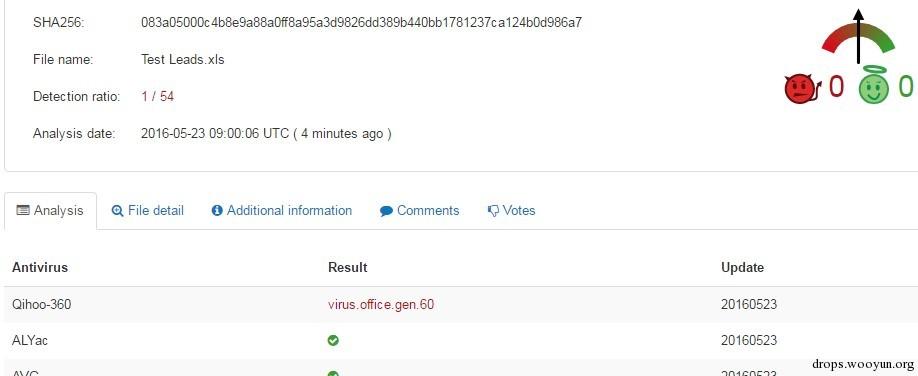 SHA256: 083a05000c4b8e9a88a0ff8a95a3d9826dd389b440bb1781237ca124b0d986a7
File name: Test Leads.xls
Detection ratio: 1 / 54
Analysis date: 2016-05-23 09:00:06 UTC ( 4 minutes ago )
0 0
Analysis File detail Additional information Comments Votes
Antivirus Result Update
Qihoo-360 virus.office.gen.60 20160523
ALYac 20160523
AVG 20160523
drops.wooyun.org